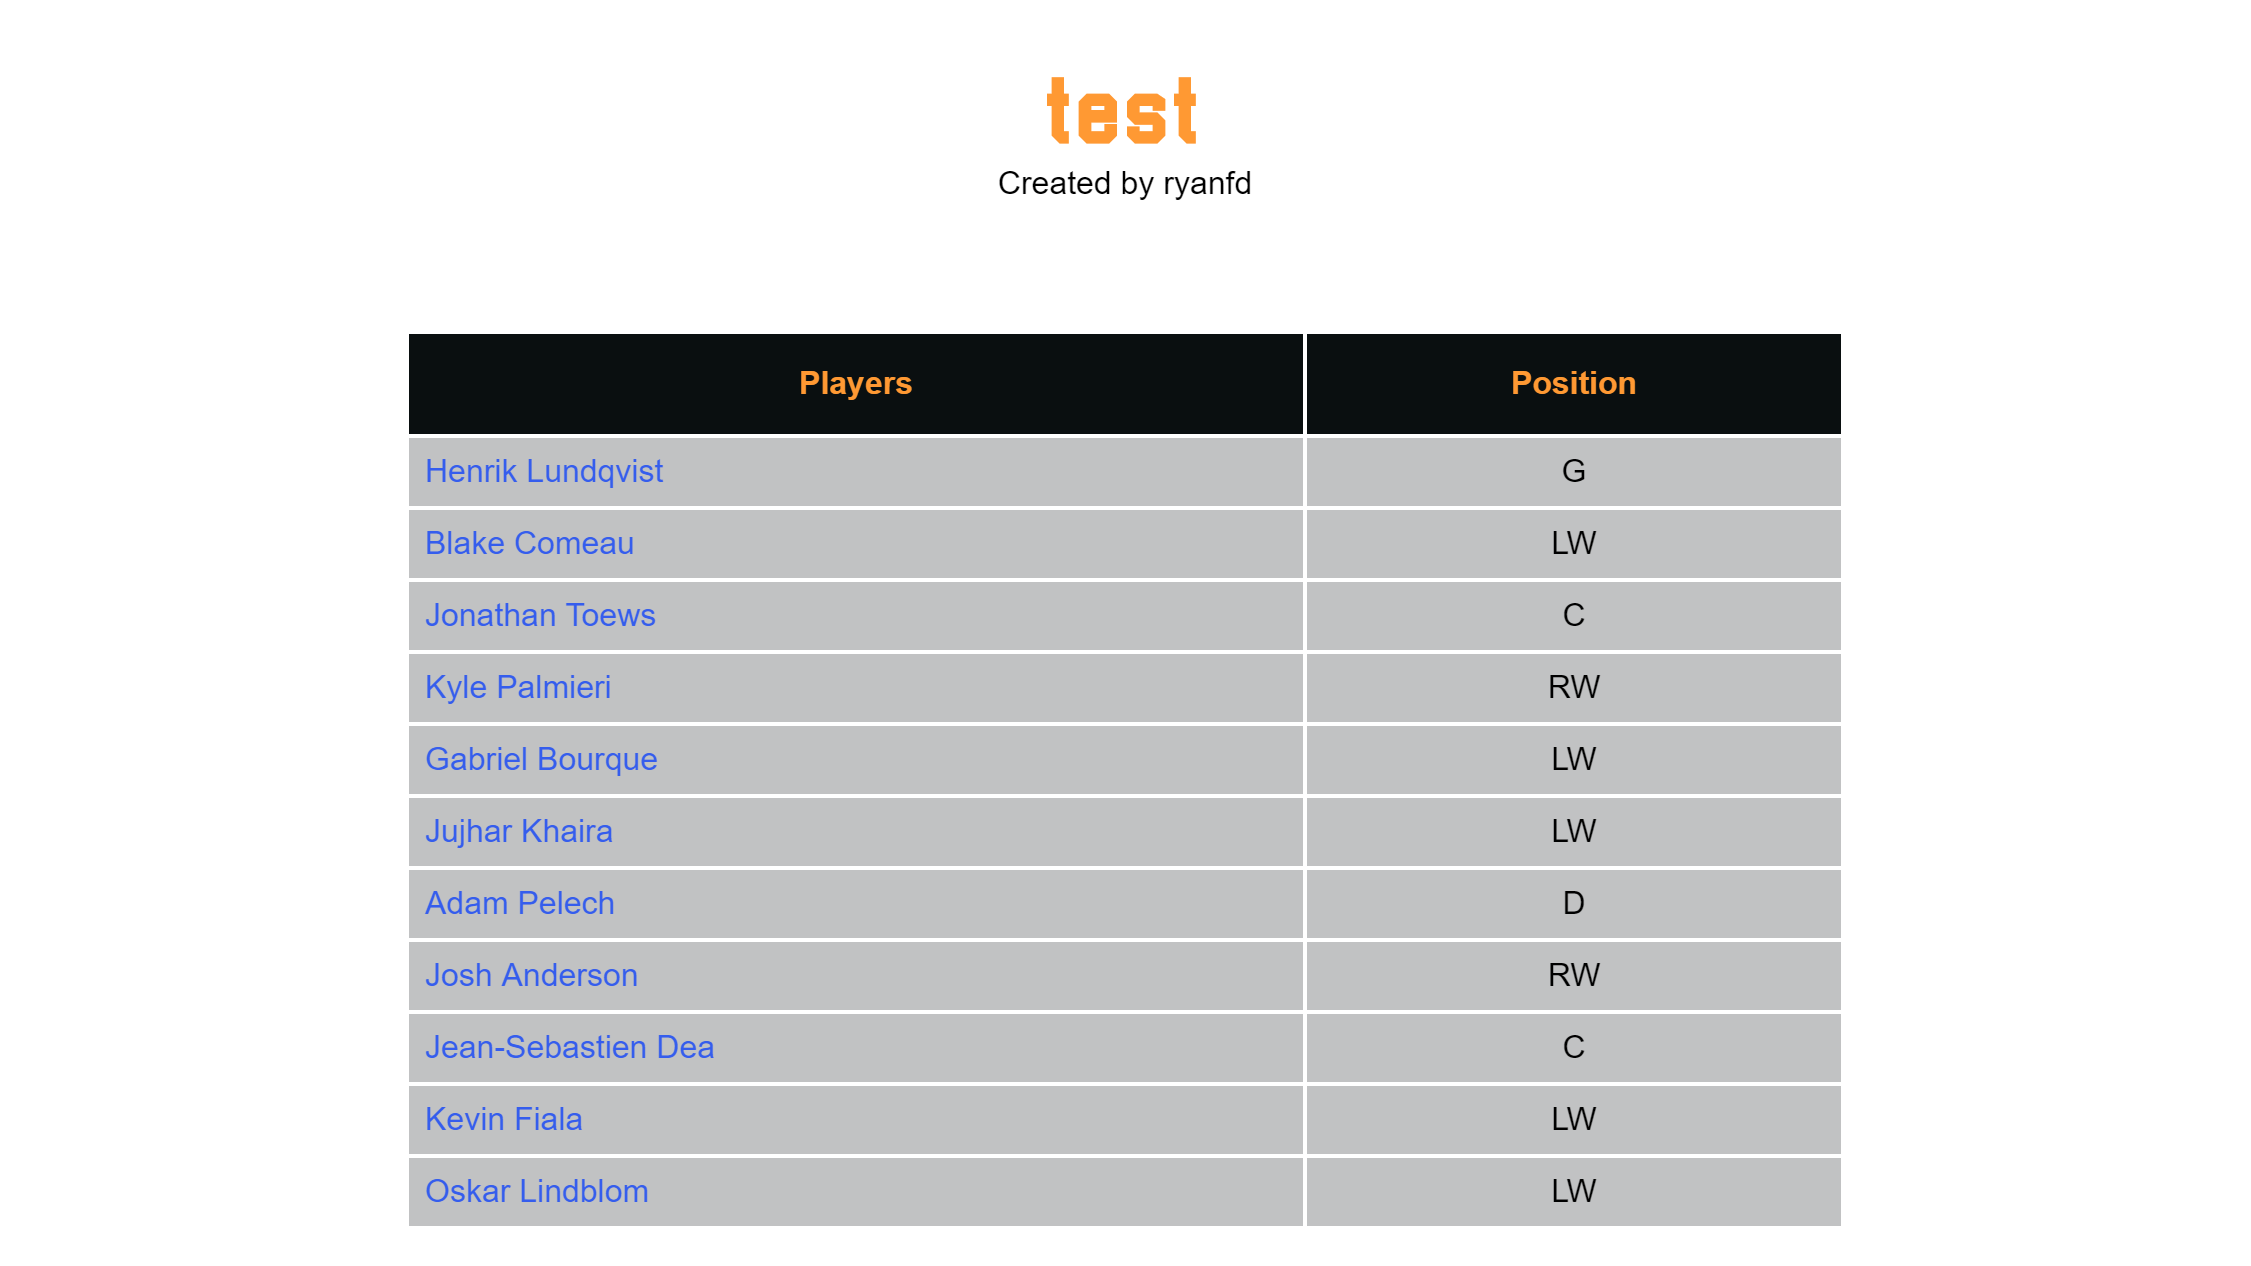 test
Created by ryanfd
Players Position
Henrik Lundqvist G
Blake Comeau LW
Jonathan Toews C
Kyle Palmieri RW
Gabriel Bourque LW
Jujhar Khaira LW
Adam Pelech D
Josh Anderson RW
Jean-Sebastien Dea C
Kevin Fiala LW
Oskar Lindblom LW